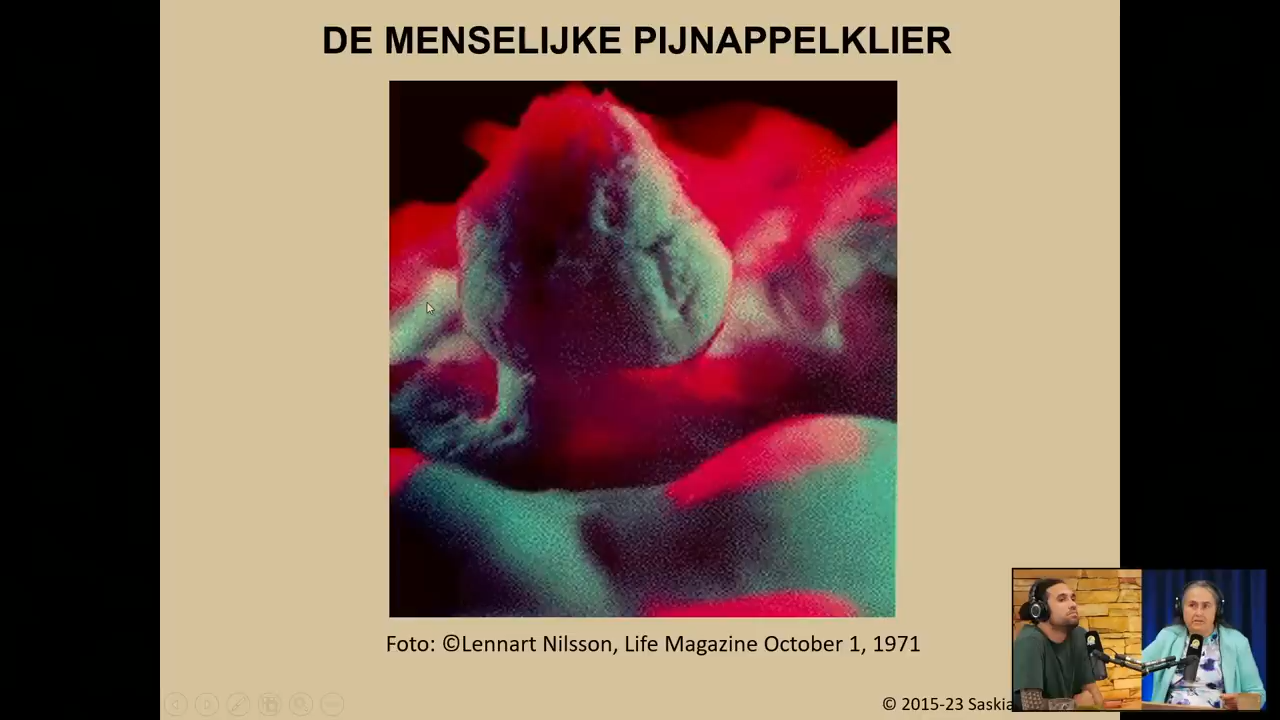 DE MENSELIJKE PIJNAPPELKLIER
Foto: ©Lennart Nilsson, Life Magazine October 1, 1971
© 2015-23 Saskia